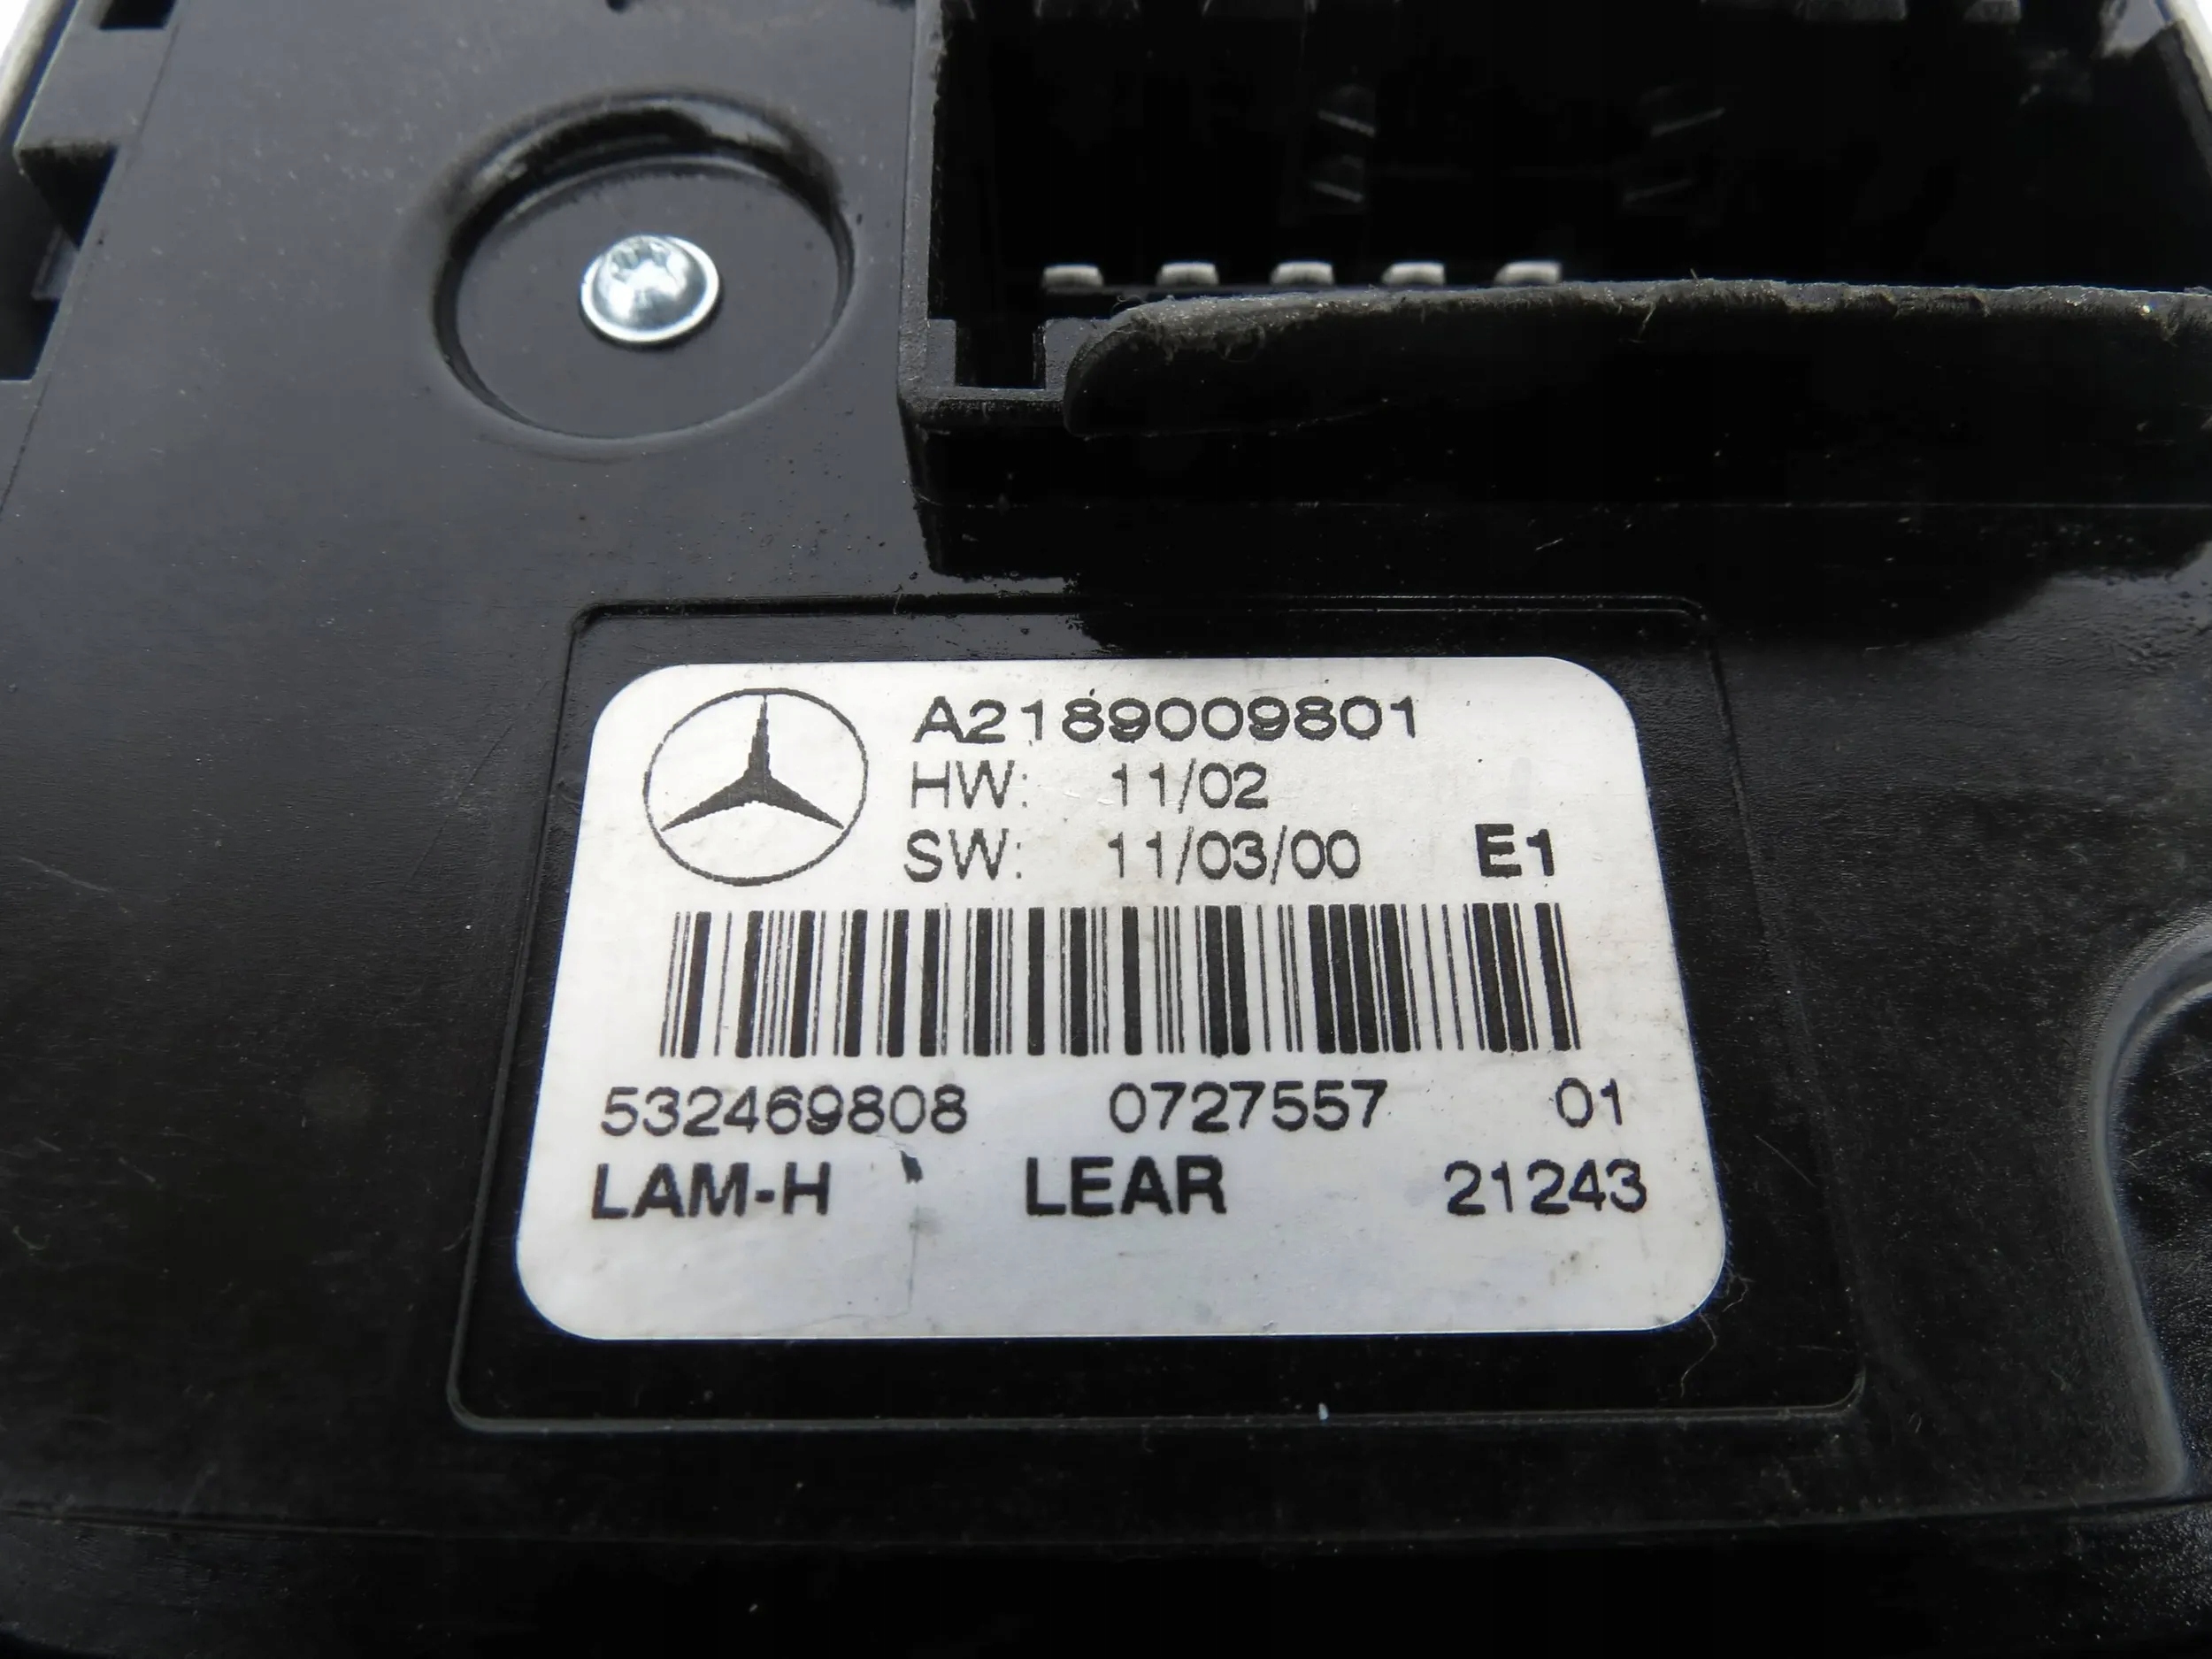 A2189009801
HW: 11/02
SW: 11/03/00 E1
532469808 0727557 01
LAM-H LEAR 21243